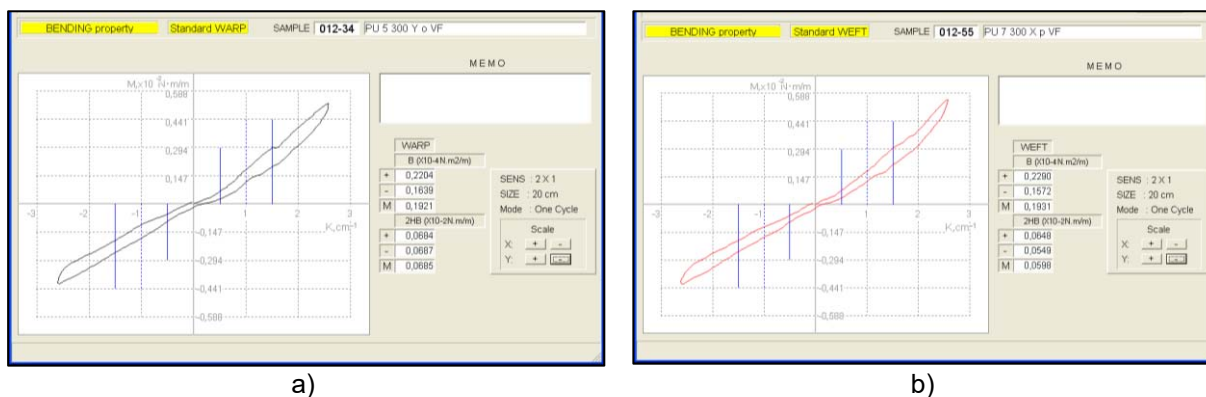 BENDING property Standard WARP SAMPLE 012-34 PU 5 300 Y o VF
MEMO
M,x10⁻² N·m/m
0,588
0,441
0,294
0,147
-3 -2 -1 0 1 2 3
K,cm⁻¹
-0,147
-0,294
-0,441
-0,588
WARP
B (X10-4N.m2/m)
+ 0,2204
- 0,1639
M 0,1921
2HB (X10-2N.m/m)
+ 0,0684
- 0,0687
M 0,0685
SENS : 2 X 1
SIZE : 20 cm
Mode : One Cycle
Scale
X: + -
Y: + -
a)
BENDING property Standard WEFT SAMPLE 012-55 PU 7 300 X p VF
MEMO
M,x10⁻² N·m/m
0,588
0,441
0,294
0,147
-3 -2 -1 0 1 2 3
K,cm⁻¹
-0,147
-0,294
-0,441
-0,588
WEFT
B (X10-4N.m2/m)
+ 0,2290
- 0,1572
M 0,1931
2HB (X10-2N.m/m)
+ 0,0648
- 0,0549
M 0,0598
SENS : 2 X 1
SIZE : 20 cm
Mode : One Cycle
Scale
X: + -
Y: + -
b)